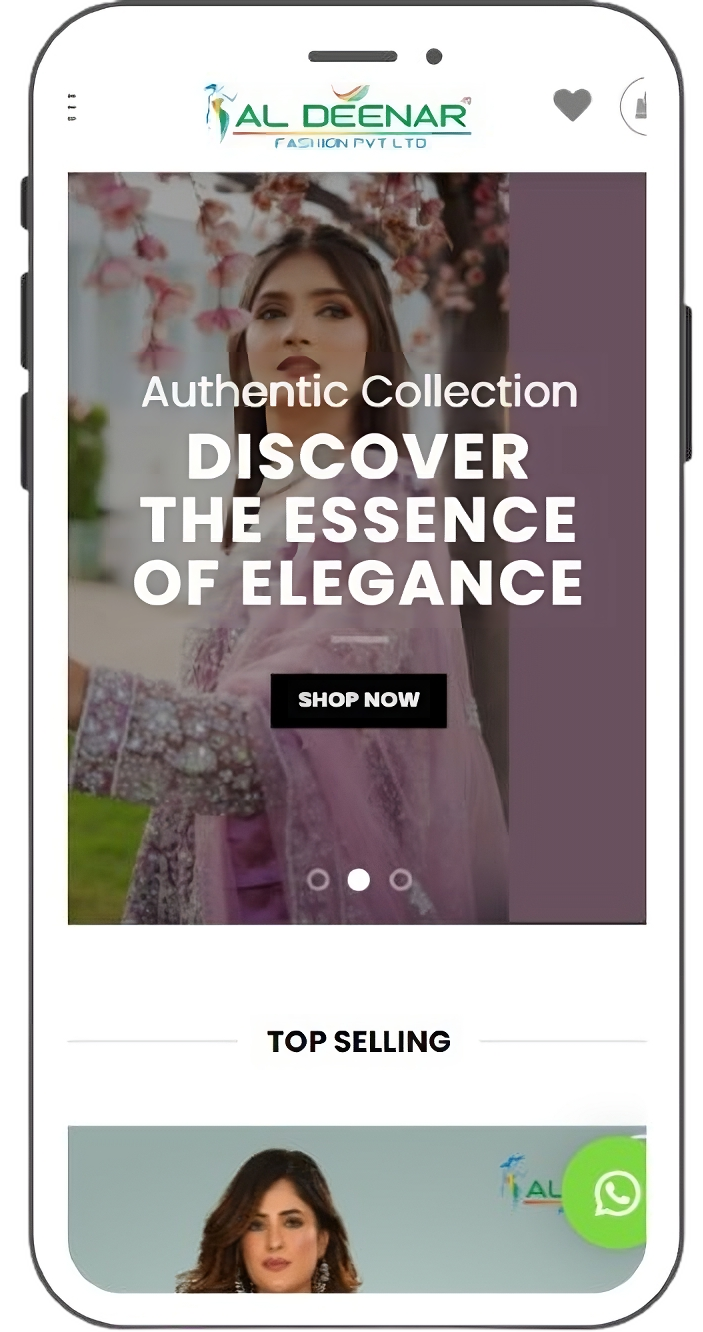 AL DEENAR
FASHION PVT LTD
Authentic Collection
DISCOVER
THE ESSENCE
OF ELEGANCE
SHOP NOW
TOP SELLING
AL